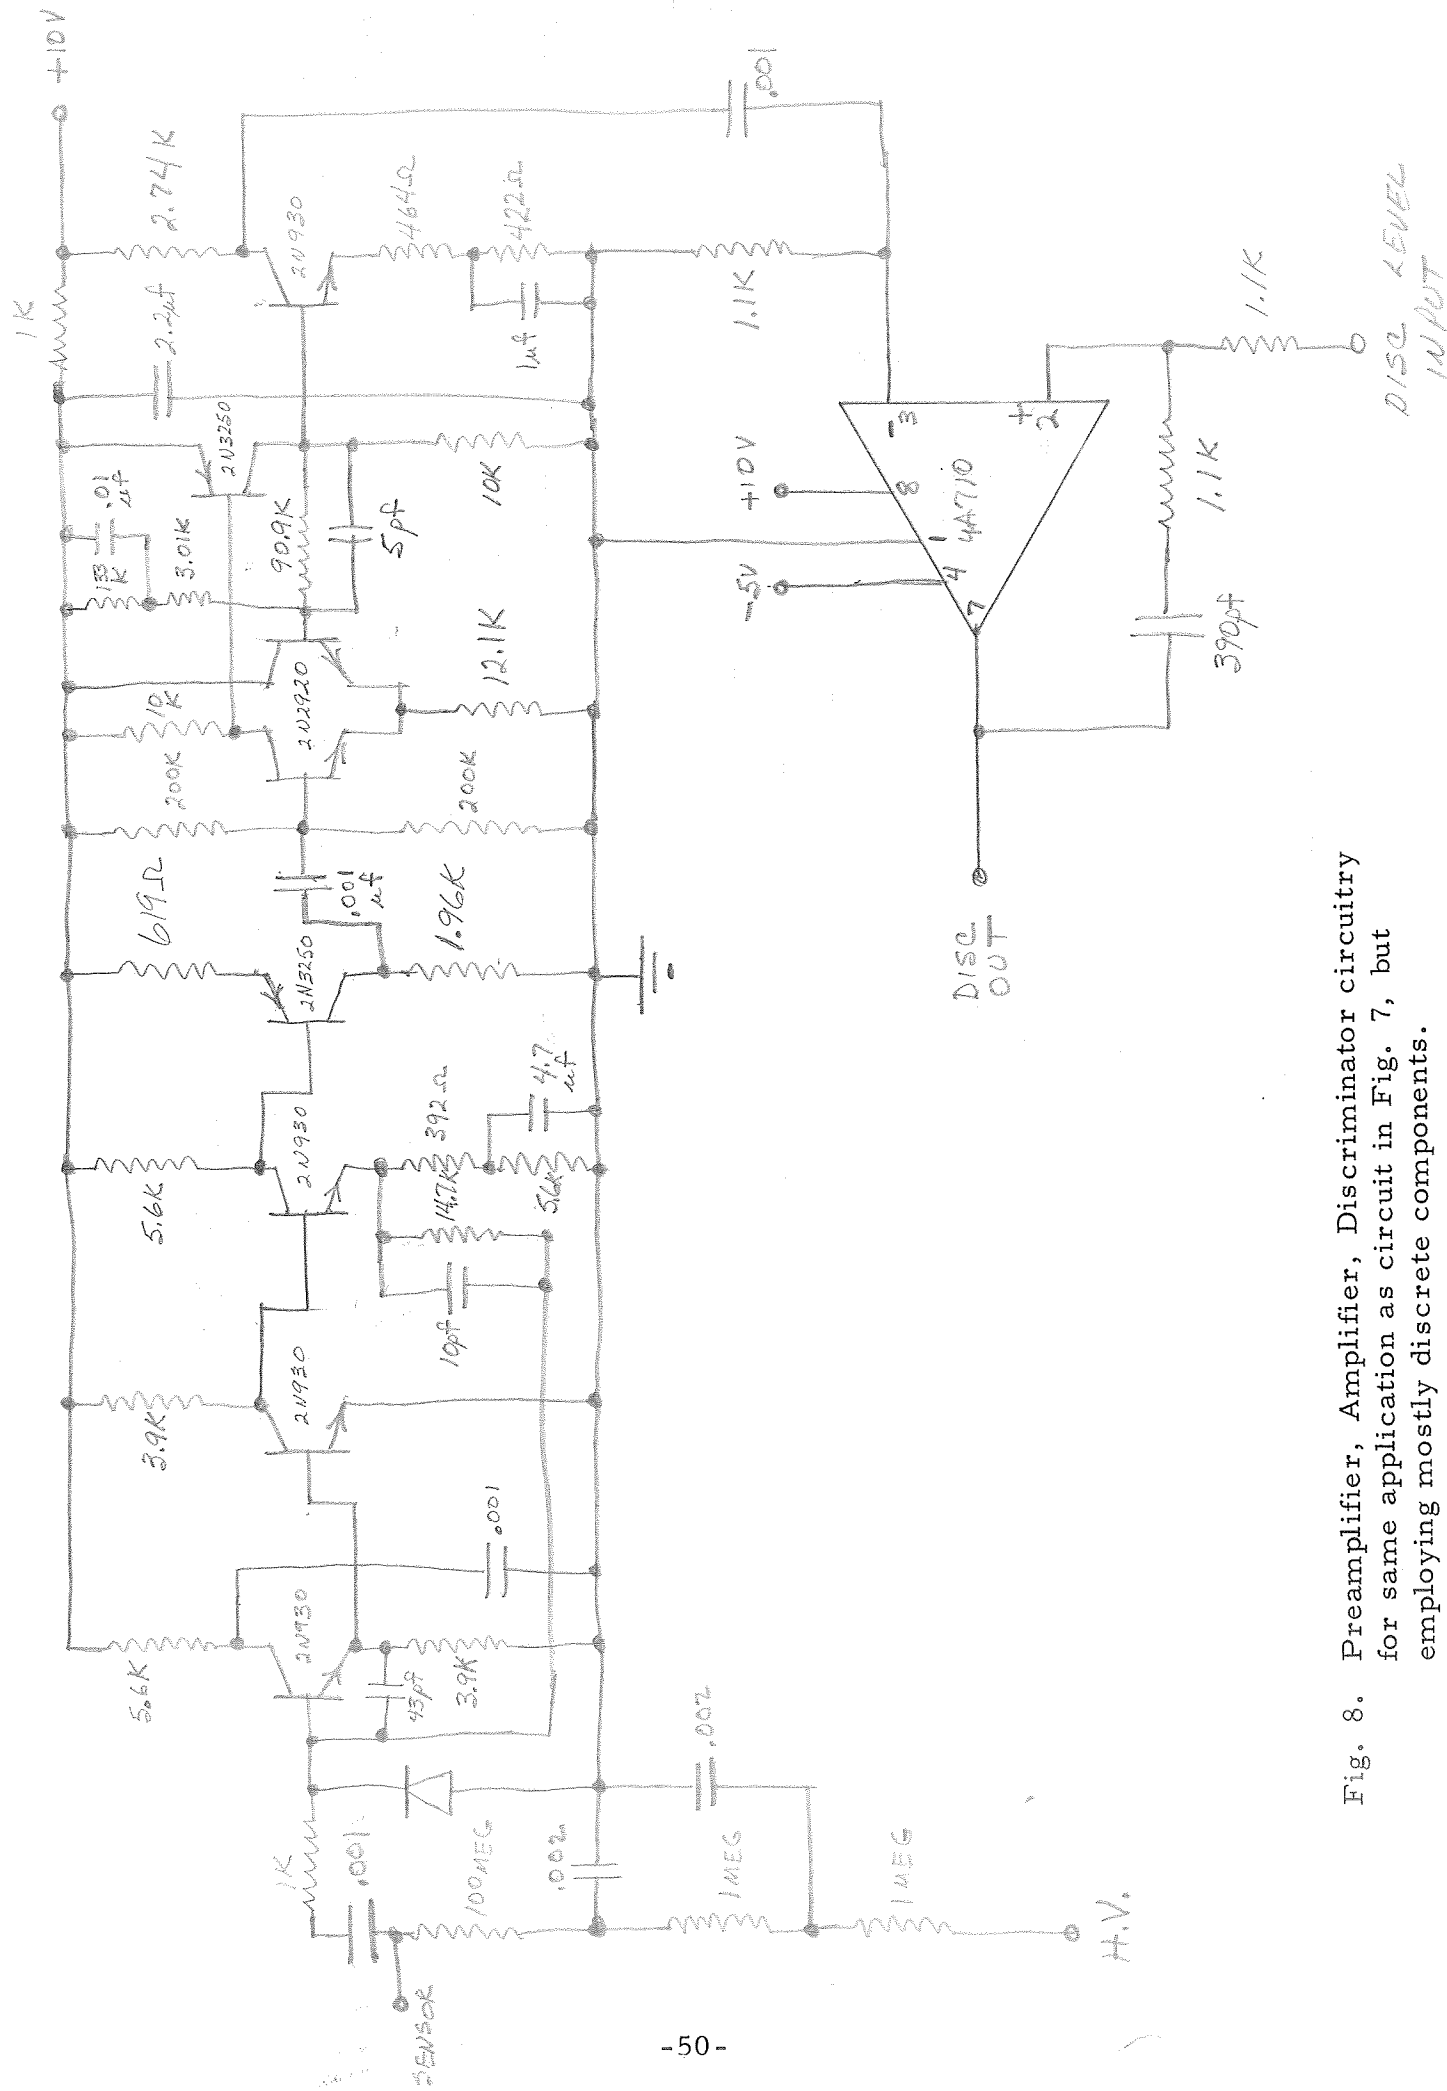 +10V
1K
5.6K
3.9K
5.6K
619Ω
200K
10
K
133
K
.01
µf
3.01K
2.2µf
2.74K
2N930
2N930
2N930
2N3250
2N2920
2N3250
2N930
90.9K
5pf
.001
µf
1K
.001
SENSOR
100MEG
43pf
3.9K
.001
10pf
14.7K
392Ω
5.6K
4.7
µf
1.96K
200K
12.1K
10K
1µf
464Ω
422Ω
.001
.002
.002
1MEG
1MEG
H.V.
-5V
+10V
1.1K
4
1
8
-
3
µA710
7
+
2
DISC
OUT
390pf
1.1K
1.1K
DISC LEVEL
INPUT
Fig. 8. Preamplifier, Amplifier, Discriminator circuitry
for same application as circuit in Fig. 7, but
employing mostly discrete components.
-50-